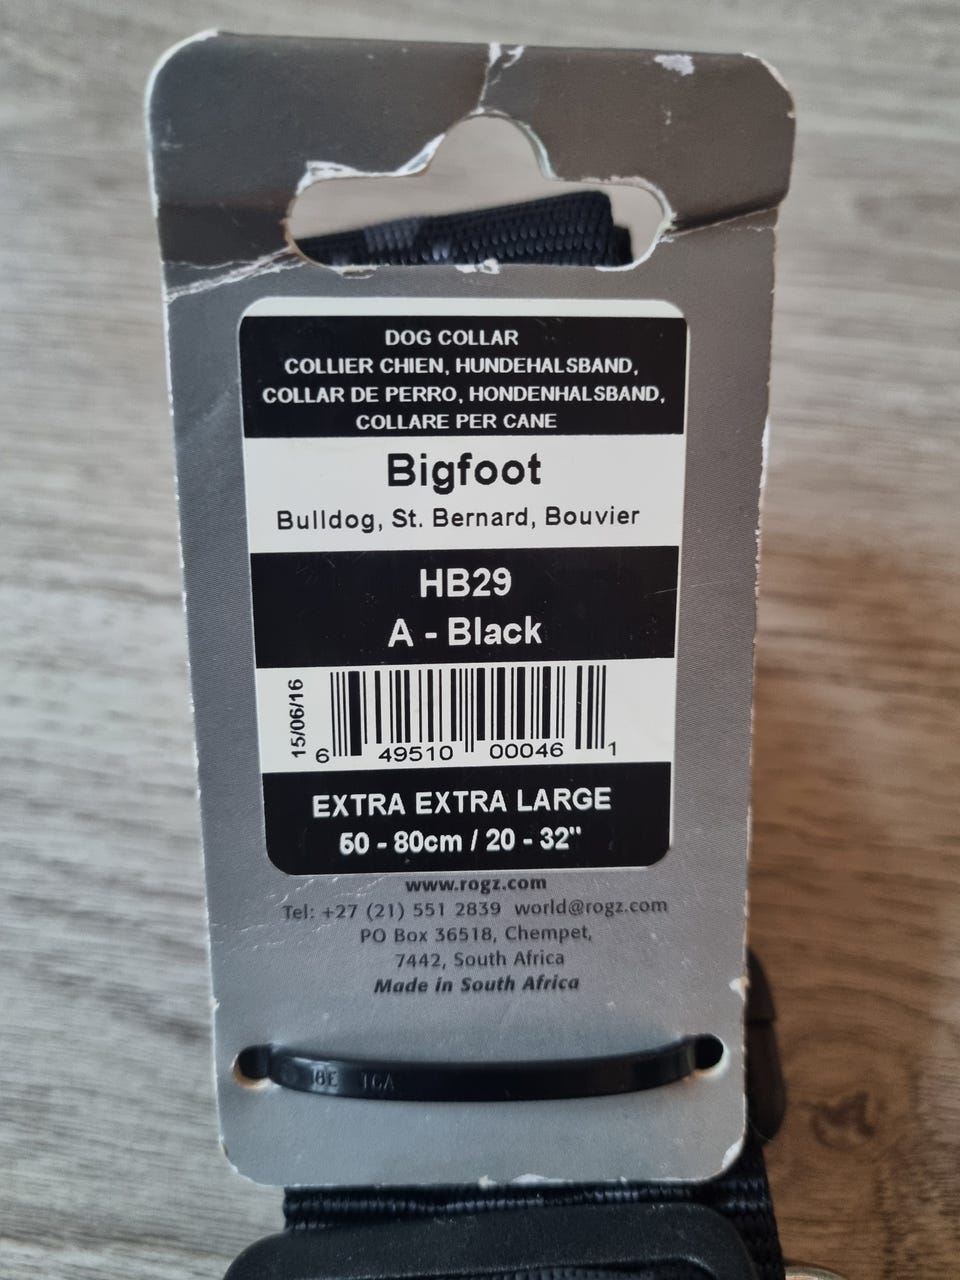 DOG COLLAR
COLLIER CHIEN, HUNDEHALSBAND,
COLLAR DE PERRO, HONDENHALSBAND,
COLLARE PER CANE
Bigfoot
Bulldog, St. Bernard, Bouvier
HB29
A - Black
15/06/16
6 49510 00046 1
EXTRA EXTRA LARGE
50 - 80cm / 20 - 32"
www.rogz.com
Tel: +27 (21) 551 2839 world@rogz.com
PO Box 36518, Chempet,
7442, South Africa
Made in South Africa